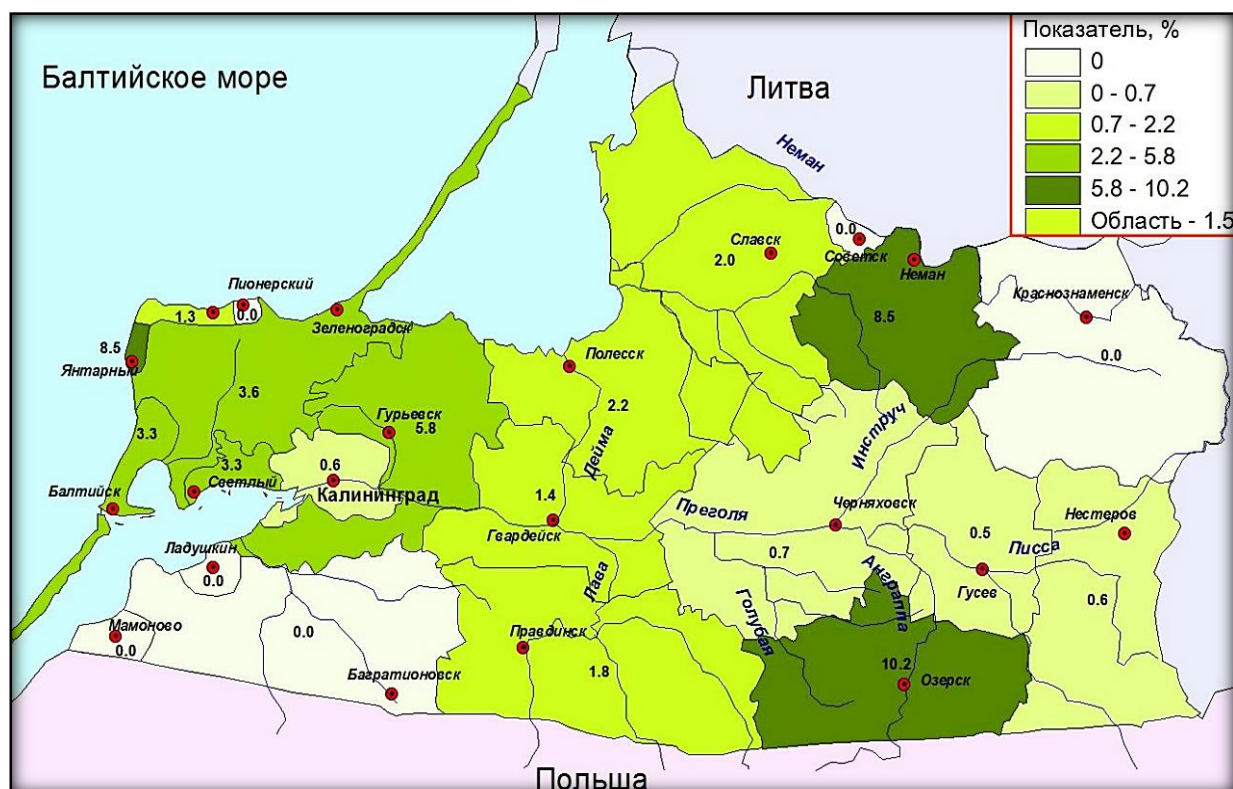 Показатель, %
0
0 - 0.7
0.7 - 2.2
2.2 - 5.8
5.8 - 10.2
Область - 1.5
Балтийское море
Литва
Неман
Славск
2.0
0.0
Советск
Неман
8.5
Краснознаменск
0.0
Пионерский
1.3
0.0
Зеленоградск
8.5
Янтарный
3.6
Полесск
2.2
Гурьевск
5.8
Дейма
Инструч
3.3
3.3
Светлый
0.6
Калининград
Балтийск
1.4
Гвардейск
Преголя
Черняховск
0.7
0.5
Писса
Гусев
Нестеров
0.6
Ладушкин
0.0
Лава
Голубая
Анграппа
Мамоново
0.0
0.0
Багратионовск
Правдинск
1.8
10.2
Озерск
Польша